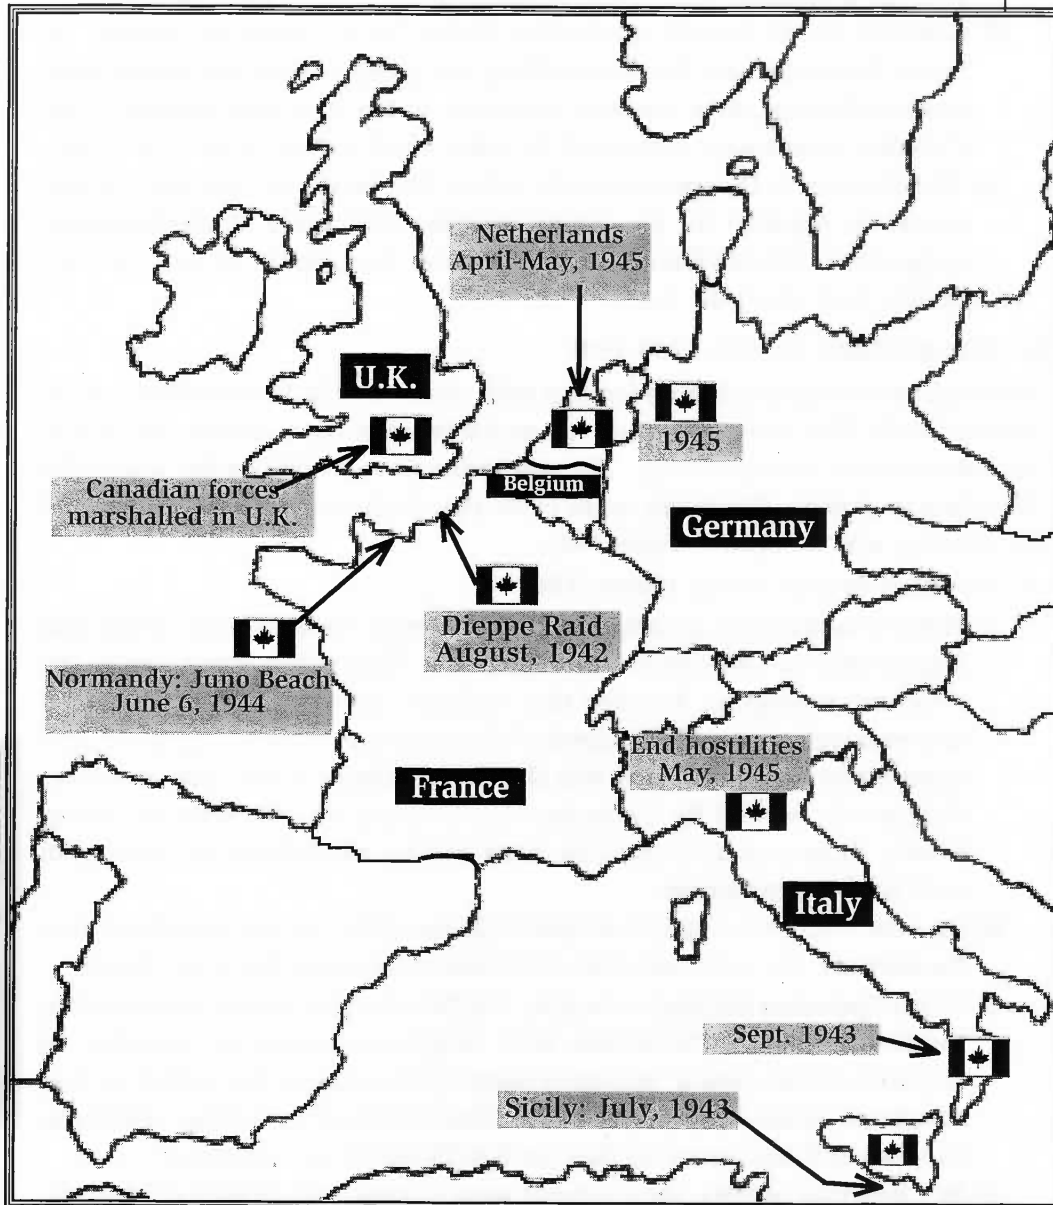 Netherlands
April-May, 1945
U.K.
1945
Belgium
Canadian forces
marshalled in U.K.
Germany
Dieppe Raid
August, 1942
Normandy: Juno Beach
June 6, 1944
End hostilities
May, 1945
France
Italy
Sept. 1943
Sicily: July, 1943